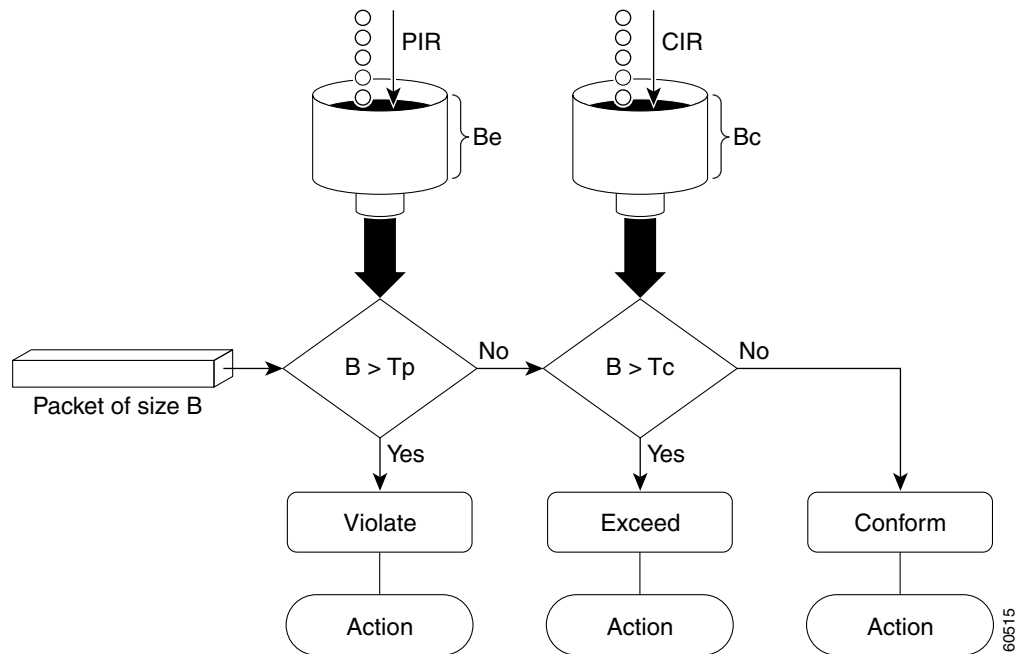 PIR
CIR
Be
Bc
B > Tp
No
B > Tc
No
Packet of size B
Yes
Yes
Violate
Exceed
Conform
Action
Action
Action
60515